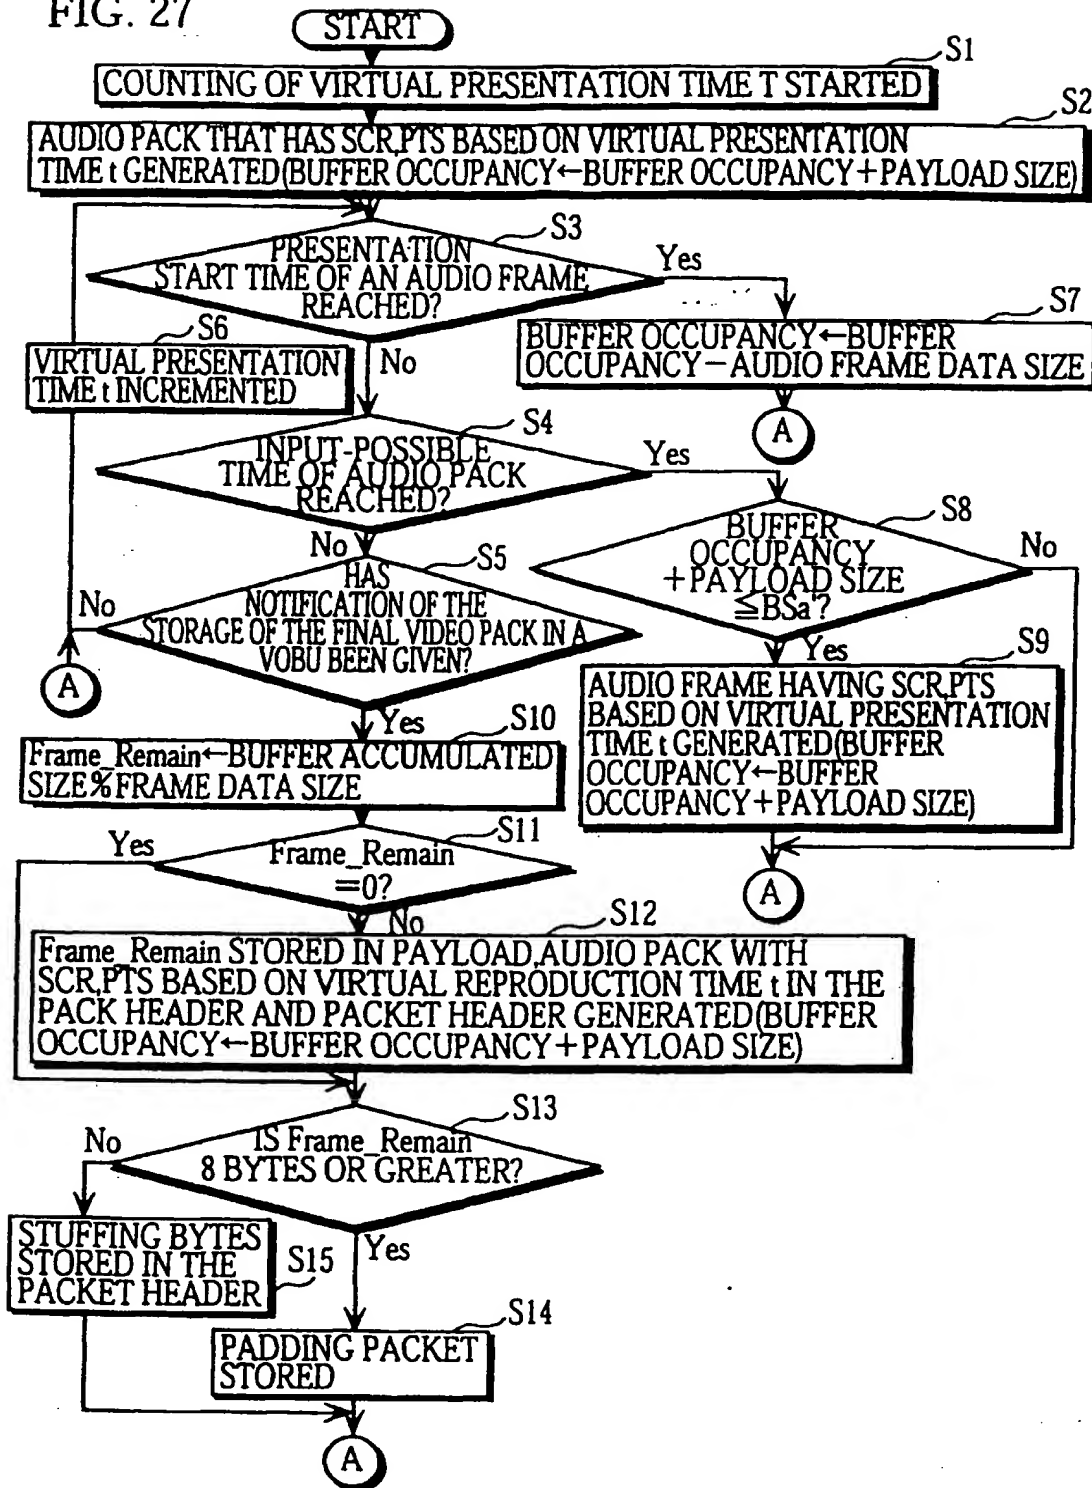 FIG. 27
START
S1
COUNTING OF VIRTUAL PRESENTATION TIME T STARTED
S2
AUDIO PACK THAT HAS SCR,PTS BASED ON VIRTUAL PRESENTATION
TIME t GENERATED(BUFFER OCCUPANCY←BUFFER OCCUPANCY+PAYLOAD SIZE)
S3
PRESENTATION
START TIME OF AN AUDIO FRAME
REACHED?
Yes
No
S6
VIRTUAL PRESENTATION
TIME t INCREMENTED
S7
BUFFER OCCUPANCY←BUFFER
OCCUPANCY－AUDIO FRAME DATA SIZE
A
S4
INPUT-POSSIBLE
TIME OF AUDIO PACK
REACHED?
Yes
No
S8
BUFFER
OCCUPANCY
+PAYLOAD SIZE
≦BSa'?
No
Yes
S5
HAS
NOTIFICATION OF THE
STORAGE OF THE FINAL VIDEO PACK IN A
VOBU BEEN GIVEN?
No
A
Yes
S9
AUDIO FRAME HAVING SCR,PTS
BASED ON VIRTUAL PRESENTATION
TIME t GENERATED(BUFFER
OCCUPANCY←BUFFER
OCCUPANCY+PAYLOAD SIZE)
A
S10
Frame_Remain←BUFFER ACCUMULATED
SIZE%FRAME DATA SIZE
S11
Frame_Remain
=0?
Yes
No
S12
Frame_Remain STORED IN PAYLOAD,AUDIO PACK WITH
SCR,PTS BASED ON VIRTUAL REPRODUCTION TIME t IN THE
PACK HEADER AND PACKET HEADER GENERATED(BUFFER
OCCUPANCY←BUFFER OCCUPANCY+PAYLOAD SIZE)
S13
IS Frame_Remain
8 BYTES OR GREATER?
No
Yes
STUFFING BYTES
STORED IN THE
PACKET HEADER
S15
S14
PADDING PACKET
STORED
A